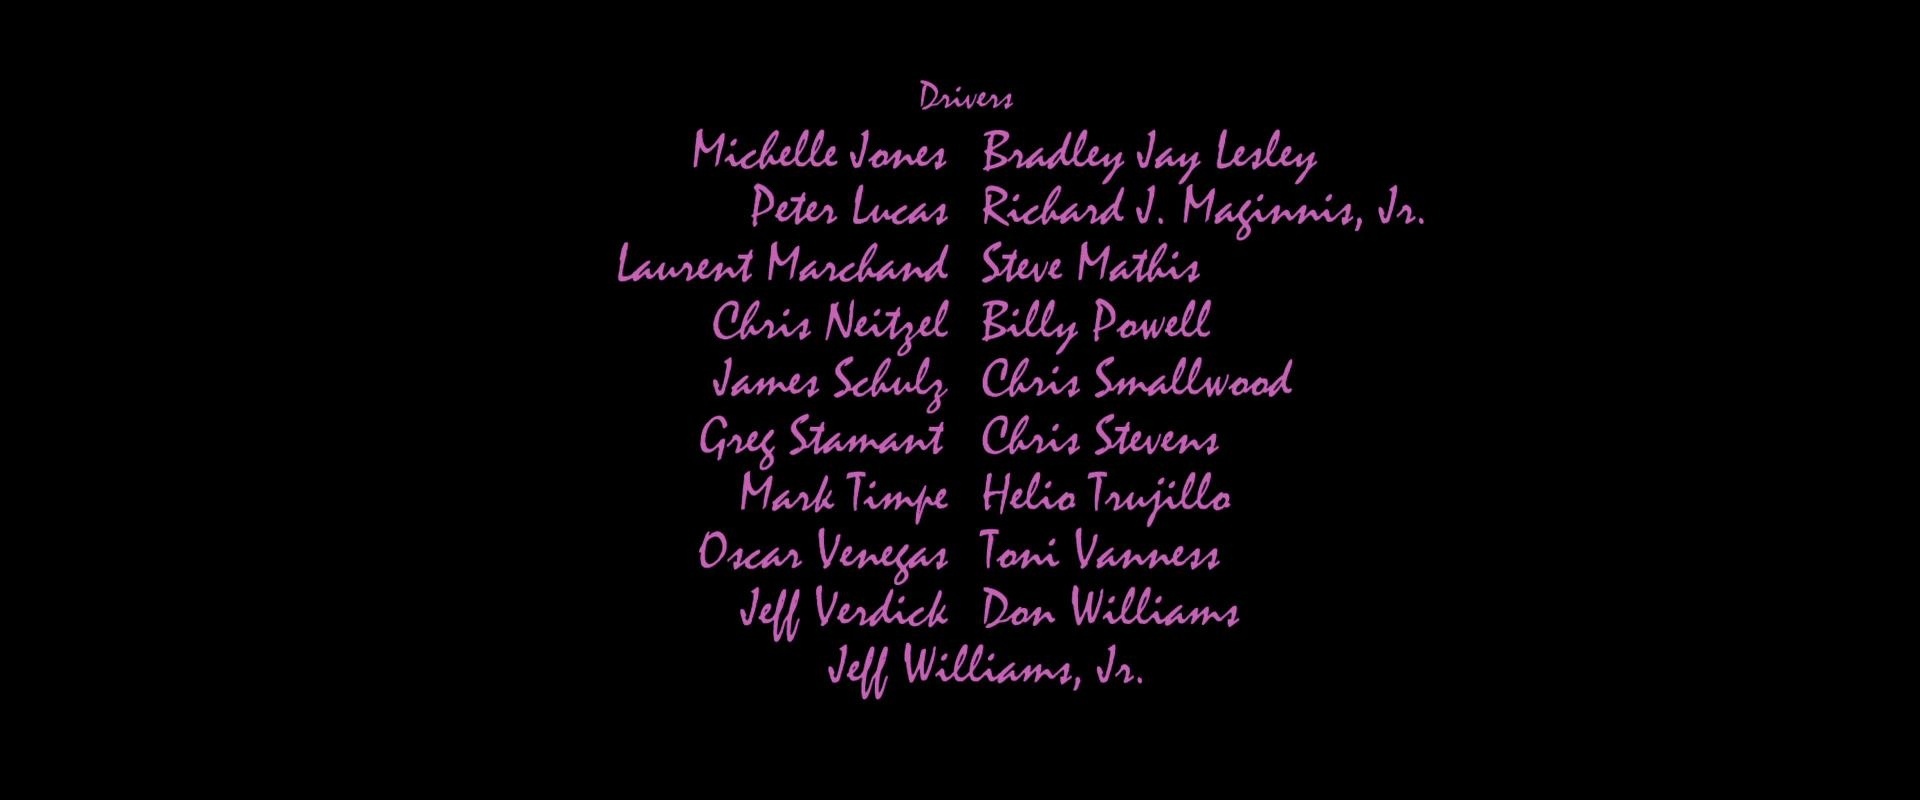 Drivers
Michelle Jones Bradley Jay Lesley
Peter Lucas Richard J. Maginnis, Jr.
Laurent Marchand Steve Mathis
Chris Neitzel Billy Powell
James Schulz Chris Smallwood
Greg Stamant Chris Stevens
Mark Timpe Helio Trujillo
Oscar Venegas Toni Vanness
Jeff Verdick Don Williams
Jeff Williams, Jr.